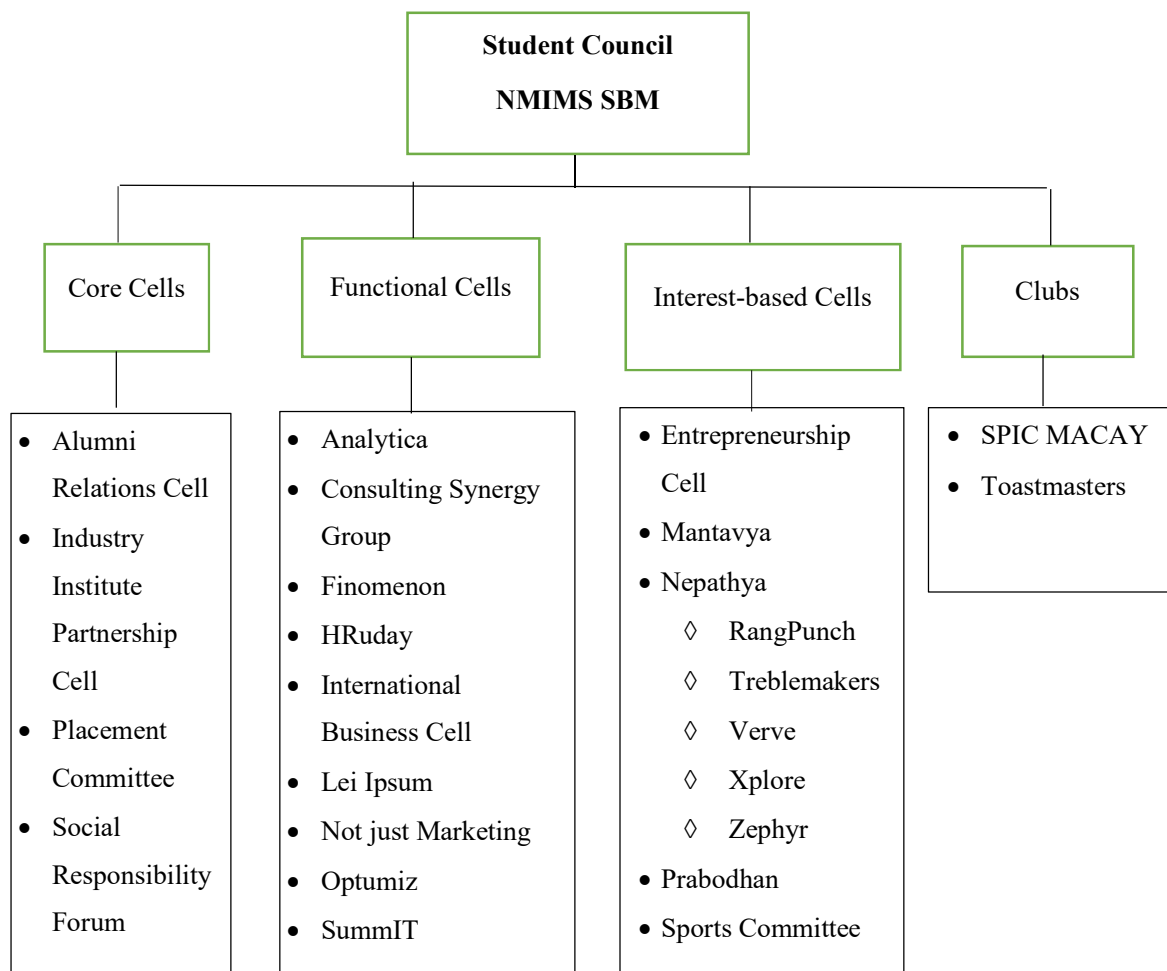 Student Council
NMIMS SBM
Core Cells
Functional Cells
Interest-based Cells
Clubs
• Alumni
Relations Cell
• Industry
Institute
Partnership
Cell
• Placement
Committee
• Social
Responsibility
Forum
• Analytica
• Consulting Synergy
Group
• Finomenon
• HRuday
• International
Business Cell
• Lei Ipsum
• Not just Marketing
• Optumiz
• SummIT
• Entrepreneurship
Cell
• Mantavya
• Nepathya
◊ RangPunch
◊ Treblemakers
◊ Verve
◊ Xplore
◊ Zephyr
• Prabodhan
• Sports Committee
• SPIC MACAY
• Toastmasters